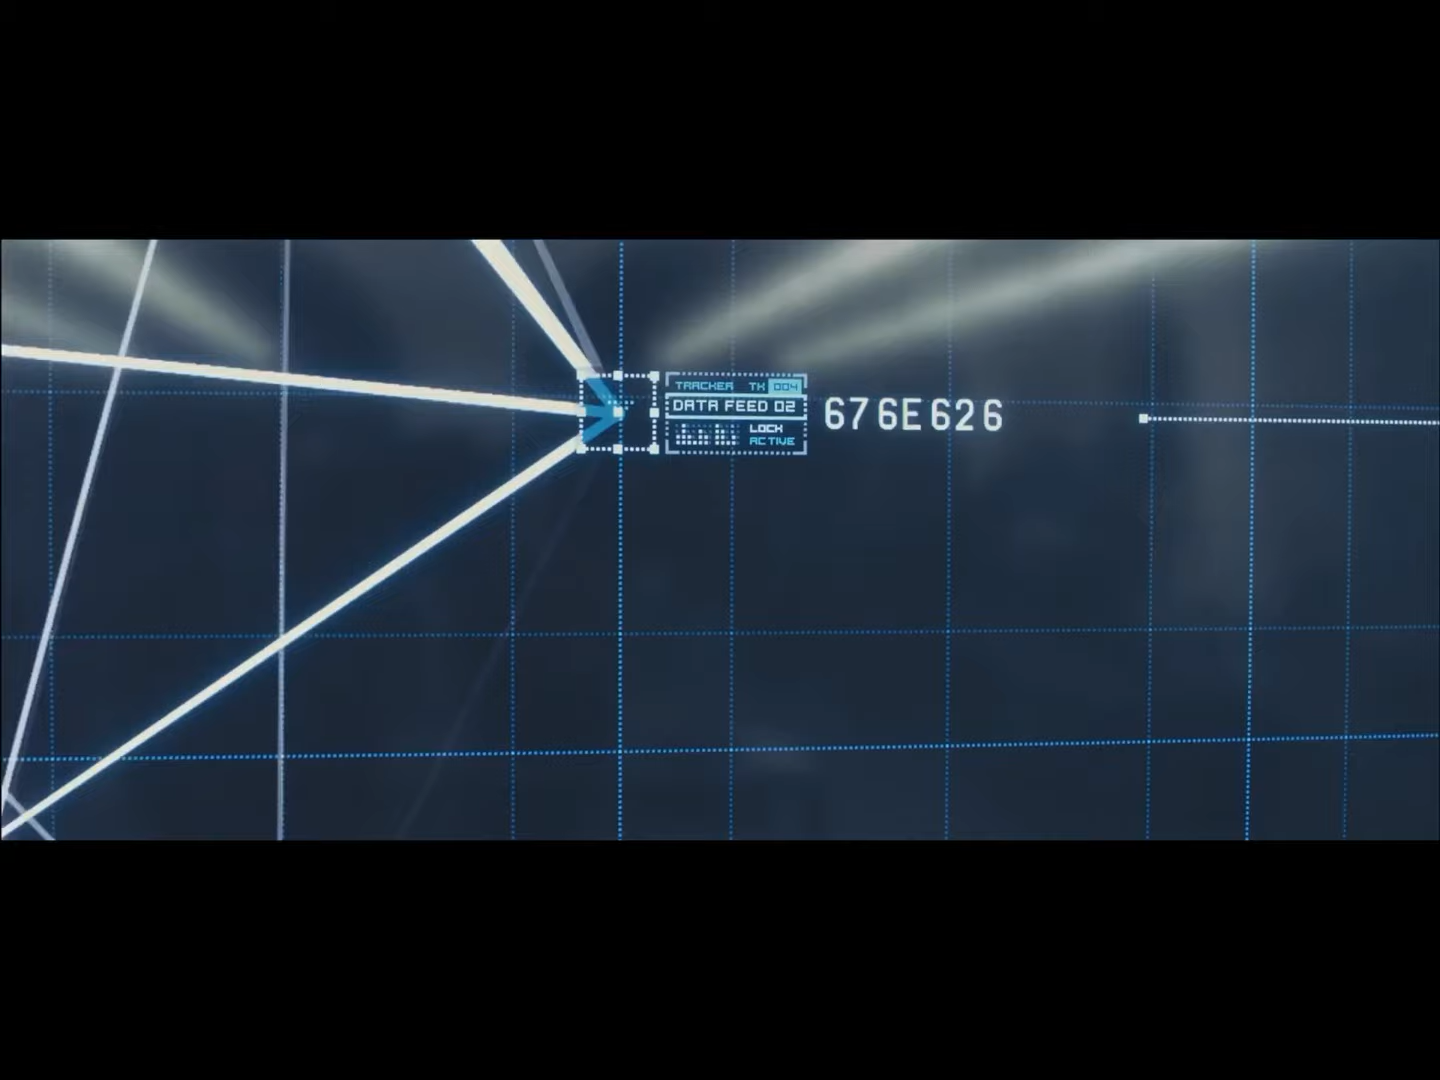 TRACKER TX 004
DATA FEED 02
LOCK
ACTIVE
676E626